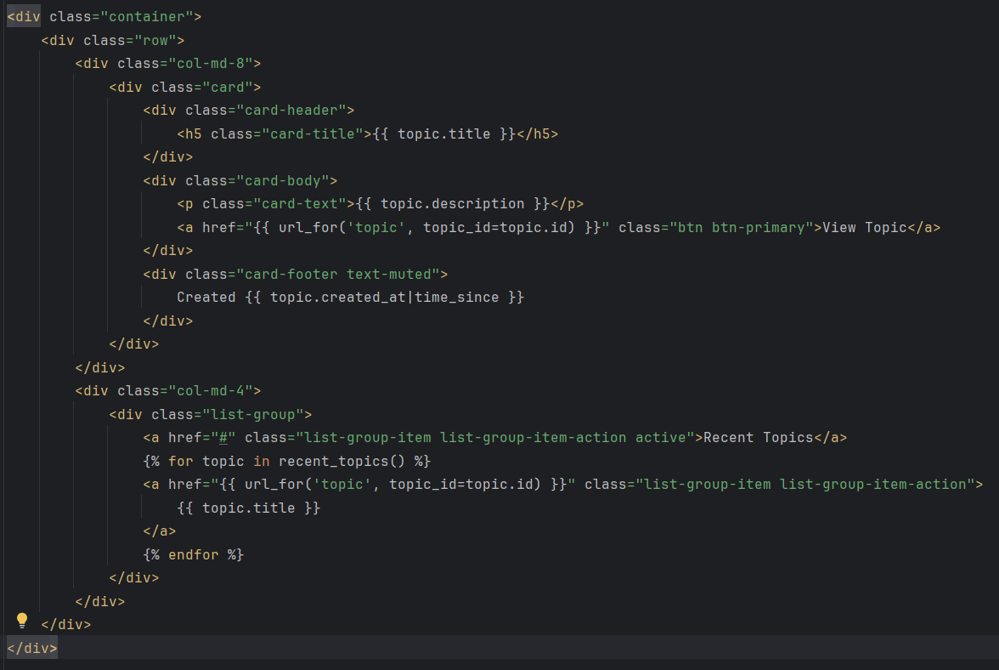 <div class="container">
    <div class="row">
        <div class="col-md-8">
            <div class="card">
                <div class="card-header">
                    <h5 class="card-title">{{ topic.title }}</h5>
                </div>
                <div class="card-body">
                    <p class="card-text">{{ topic.description }}</p>
                    <a href="{{ url_for('topic', topic_id=topic.id) }}" class="btn btn-primary">View Topic</a>
                </div>
                <div class="card-footer text-muted">
                    Created {{ topic.created_at|time_since }}
                </div>
            </div>
        </div>
        <div class="col-md-4">
            <div class="list-group">
                <a href="#" class="list-group-item list-group-item-action active">Recent Topics</a>
                {% for topic in recent_topics() %}
                <a href="{{ url_for('topic', topic_id=topic.id) }}" class="list-group-item list-group-item-action">
                    {{ topic.title }}
                </a>
                {% endfor %}
            </div>
        </div>
    </div>
</div>